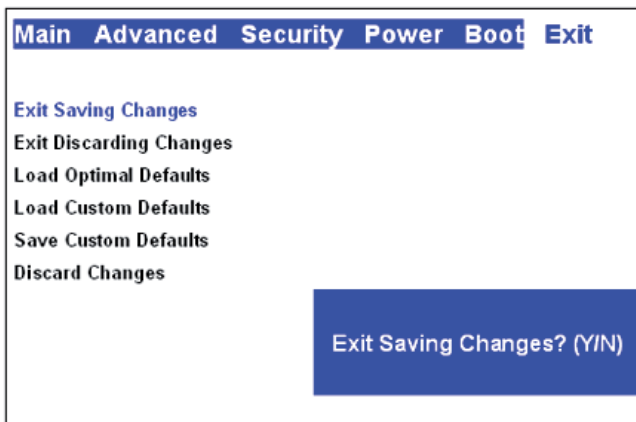 Main Advanced Security Power Boot Exit
Exit Saving Changes
Exit Discarding Changes
Load Optimal Defaults
Load Custom Defaults
Save Custom Defaults
Discard Changes
Exit Saving Changes? (Y/N)